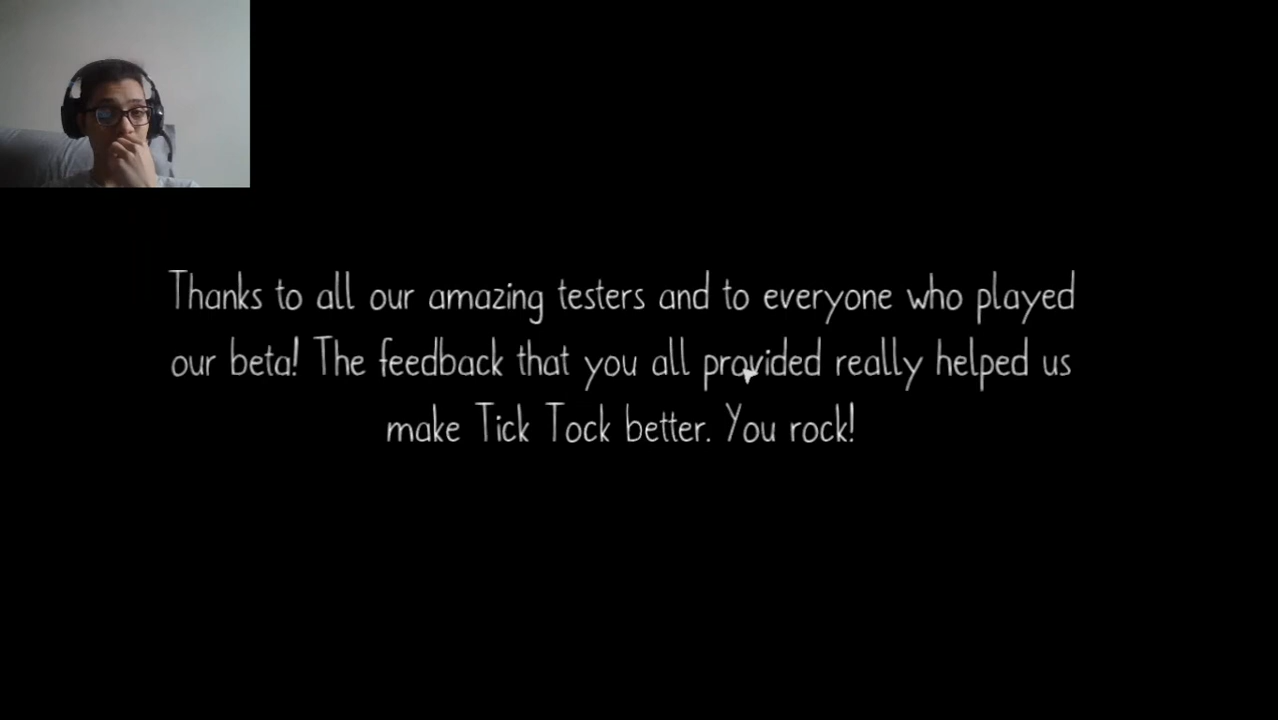 Thanks to all our amazing testers and to everyone who played
our beta! The feedback that you all provided really helped us
make Tick Tock better. You rock!